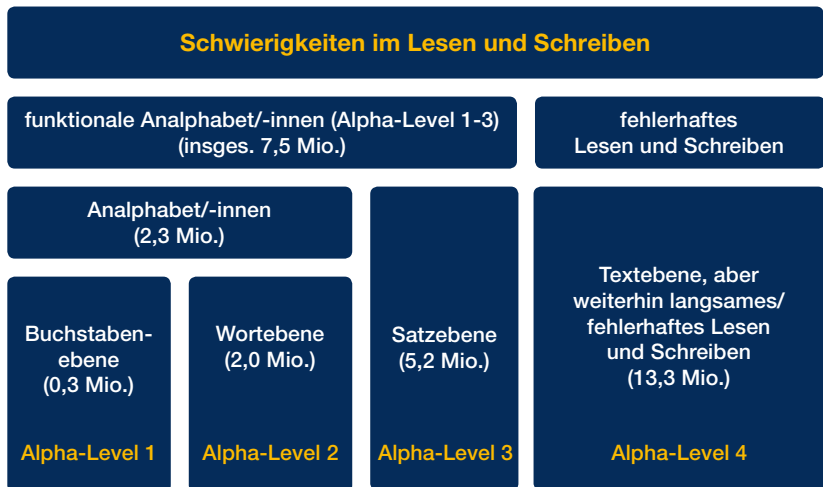 Schwierigkeiten im Lesen und Schreiben
funktionale Analphabet/-innen (Alpha-Level 1-3)
(insges. 7,5 Mio.)
fehlerhaftes
Lesen und Schreiben
Analphabet/-innen
(2,3 Mio.)
Buchstaben-
ebene
(0,3 Mio.)
Alpha-Level 1
Wortebene
(2,0 Mio.)
Alpha-Level 2
Satzebene
(5,2 Mio.)
Alpha-Level 3
Textebene, aber
weiterhin langsames/
fehlerhaftes Lesen
und Schreiben
(13,3 Mio.)
Alpha-Level 4